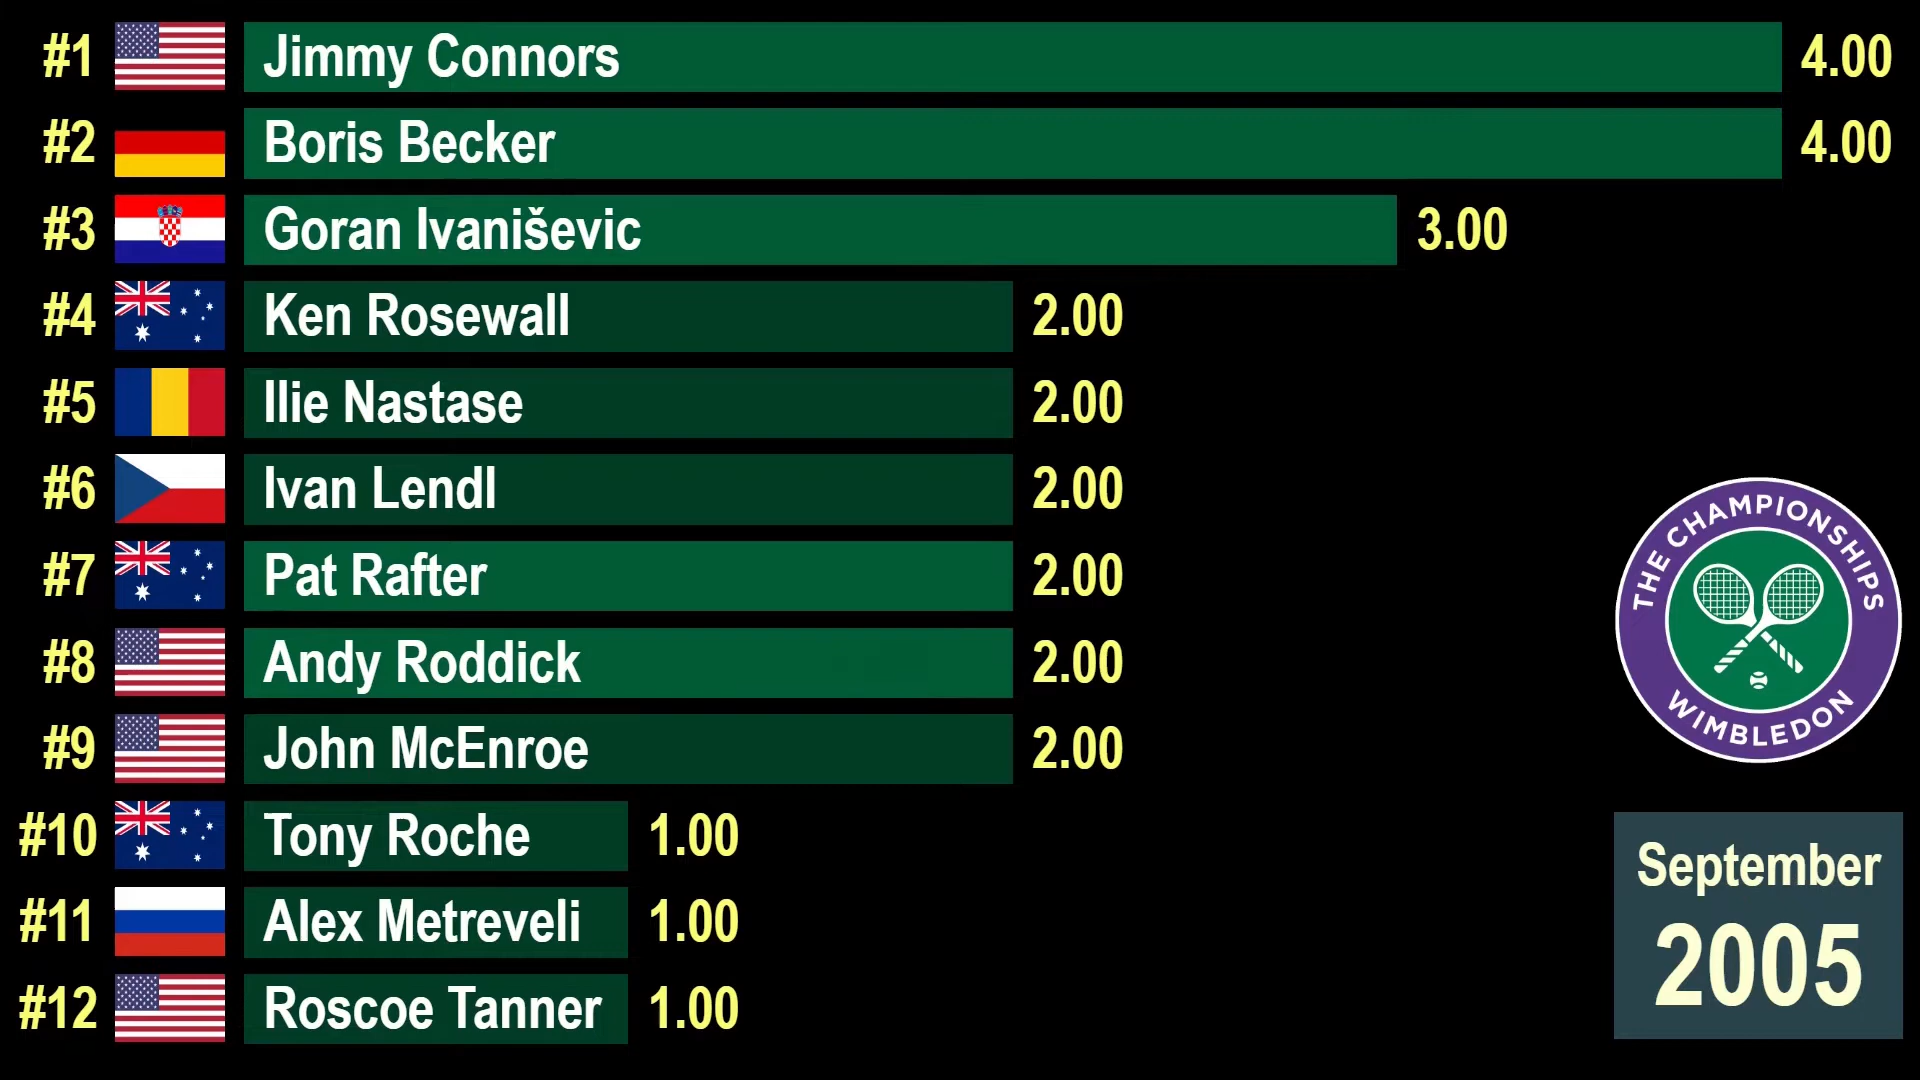 #1 Jimmy Connors 4.00
#2 Boris Becker 4.00
#3 Goran Ivaniševic 3.00
#4 Ken Rosewall 2.00
#5 Ilie Nastase 2.00
#6 Ivan Lendl 2.00
#7 Pat Rafter 2.00
#8 Andy Roddick 2.00
#9 John McEnroe 2.00
#10 Tony Roche 1.00
#11 Alex Metreveli 1.00
#12 Roscoe Tanner 1.00
THE CHAMPIONSHIPS
WIMBLEDON
September
2005